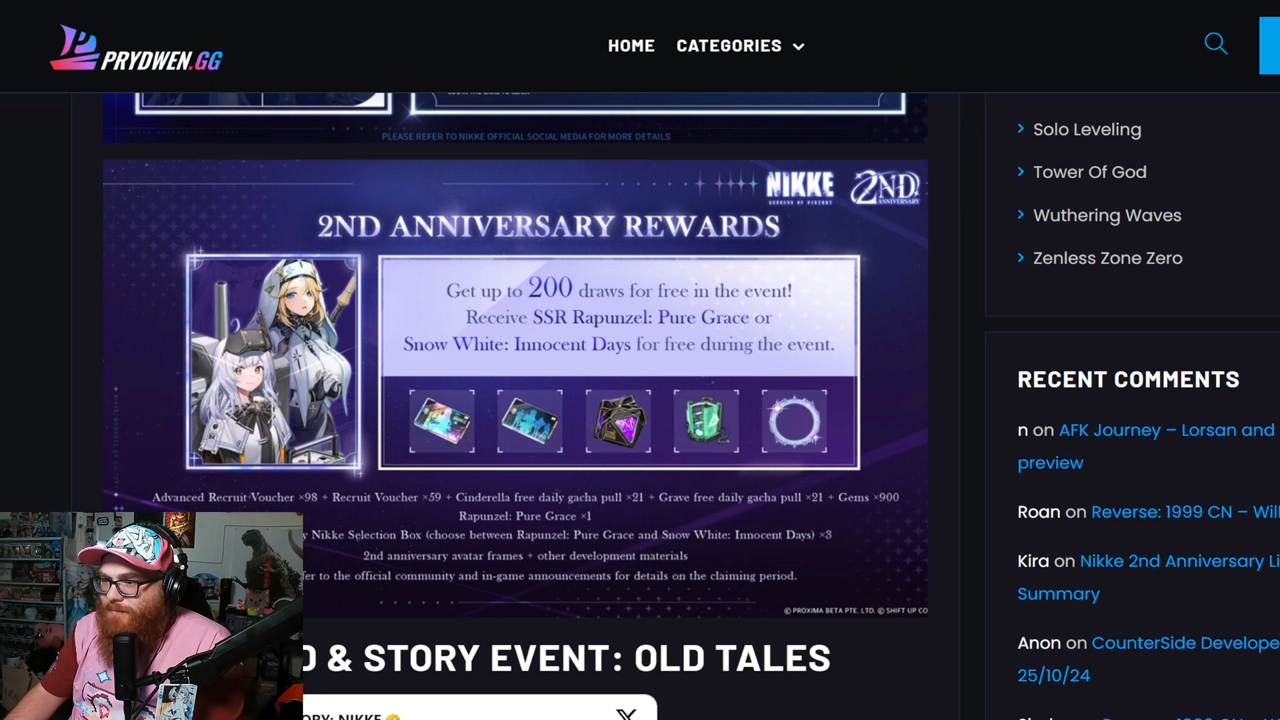 PRYDWEN.GG
HOME
CATEGORIES
PLEASE REFER TO NIKKE OFFICIAL SOCIAL MEDIA FOR MORE DETAILS
NIKKE
2ND
ANNIVERSARY
2ND ANNIVERSARY REWARDS
Get up to 200 draws for free in the event!
Receive SSR Rapunzel: Pure Grace or
Snow White: Innocent Days for free during the event.
Advanced Recruit Voucher ×98 + Recruit Voucher ×59 + Cinderella free daily gacha pull ×21 + Grave free daily gacha pull ×21 + Gems ×900
Rapunzel: Pure Grace ×1
y Nikke Selection Box (choose between Rapunzel: Pure Grace and Snow White: Innocent Days) ×3
2nd anniversary avatar frames + other development materials
fer to the official community and in-game announcements for details on the claiming period.
© PROXIMA BETA PTE. LTD. © SHIFT UP CO
D & STORY EVENT: OLD TALES
ORY: NIKKE
Solo Leveling
Tower Of God
Wuthering Waves
Zenless Zone Zero
RECENT COMMENTS
n on AFK Journey – Lorsan and
preview
Roan on Reverse: 1999 CN – Will
Kira on Nikke 2nd Anniversary Li
Summary
Anon on CounterSide Develope
25/10/24